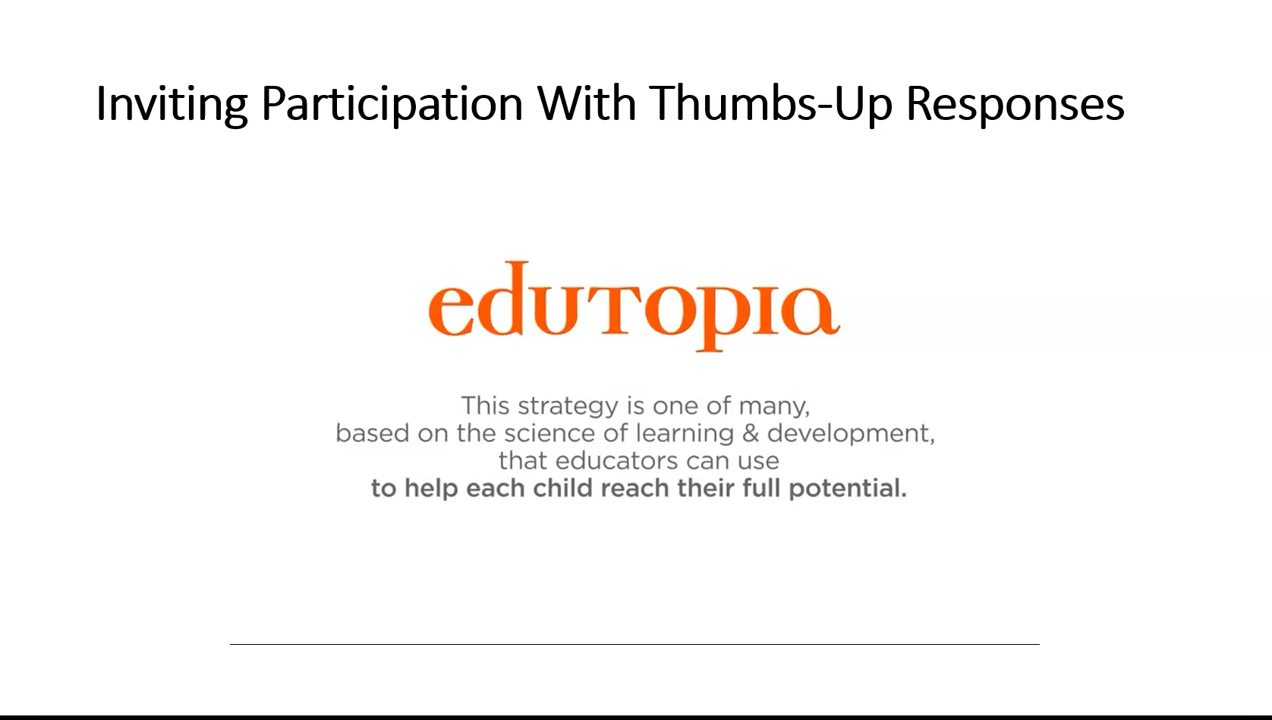 Inviting Participation With Thumbs-Up Responses
edutopia
This strategy is one of many,
based on the science of learning & development,
that educators can use
to help each child reach their full potential.